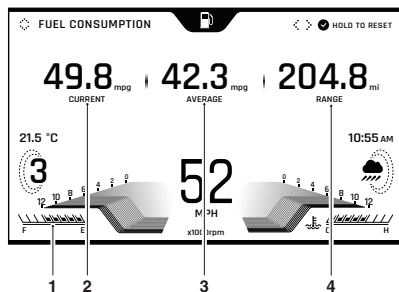 FUEL CONSUMPTION
HOLD TO RESET
49.8 mpg
42.3 mpg
204.8 mi
CURRENT
AVERAGE
RANGE
21.5 °C
10:55 AM
3
52
MPH
x1000rpm
12 10 8 6 4 2 0
0 2 4 6 8 10 12
F E
C H
1 2 3 4